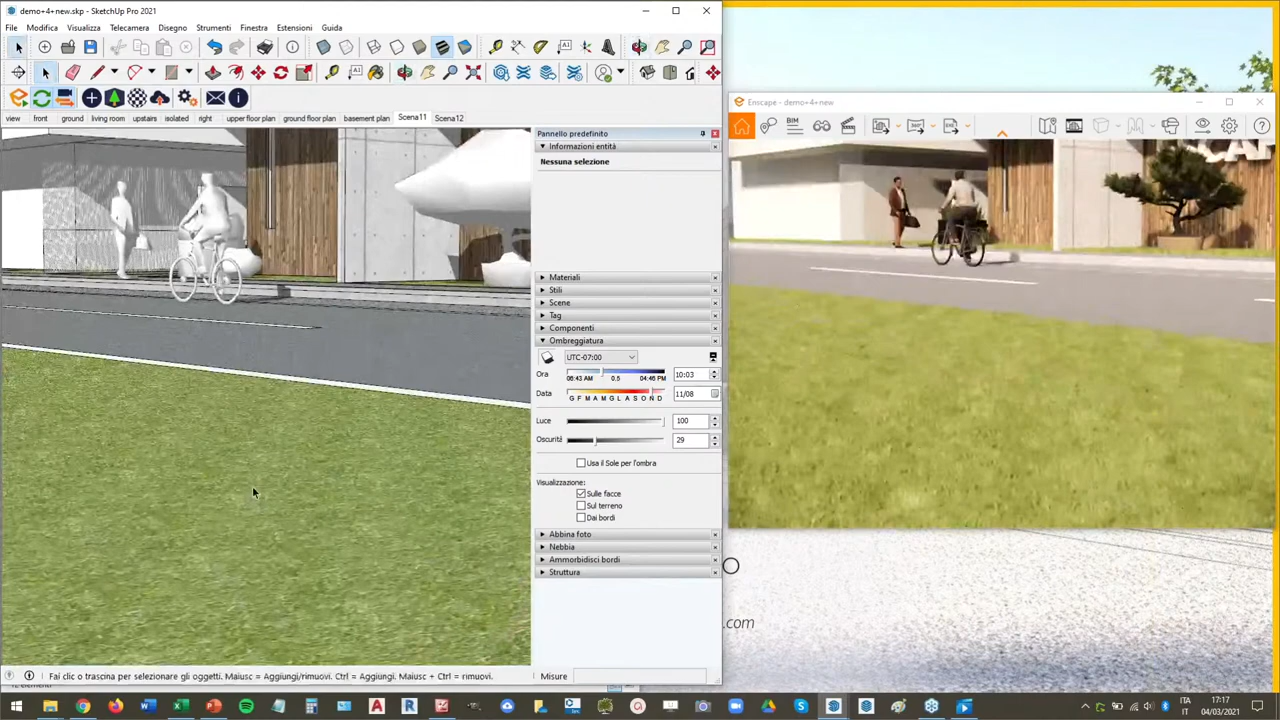 demo+4+new.skp - SketchUp Pro 2021
File Modifica Visualizza Telecamera Disegno Strumenti Finestra Estensioni Guida
view front ground living room upstairs isolated right upper floor plan ground floor plan basement plan Scena11 Scena12
Pannello predefinito
Informazioni entità
Nessuna selezione
Materiali
Stili
Scene
Tag
Componenti
Ombreggiatura
UTC-07:00
Ora 06:43 AM 0.5 04:46 PM 10:03
Data G F M A M G L A S O N D 11/08
Luce 100
Oscurità 29
Usa il Sole per l'ombra
Visualizzazione:
Sulle facce
Sul terreno
Dai bordi
Abbina foto
Nebbia
Ammorbidisci bordi
Struttura
Fai clic o trascina per selezionare gli oggetti. Maiusc = Aggiungi/rimuovi. Ctrl = Aggiungi. Maiusc + Ctrl = rimuovi. Misure
Enscape - demo+4+new
BIM
360°
O
.com
ITA
IT
17:17
04/03/2021